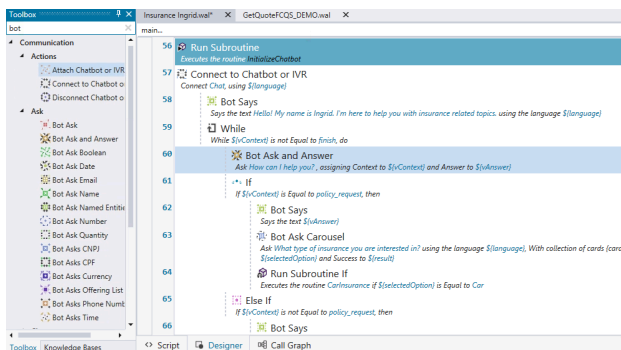 Toolbox
Insurance Ingrid.wal* X GetQuoteFCQS_DEMO.wal X
bot
main...
Communication
Actions
Attach Chatbot or IVR
Connect to Chatbot o
Disconnect Chatbot o
Ask
Bot Ask
Bot Ask and Answer
Bot Ask Boolean
Bot Ask Date
Bot Ask Email
Bot Ask Name
Bot Ask Named Entitie
Bot Ask Number
Bot Ask Quantity
Bot Asks CNPJ
Bot Asks CPF
Bot Asks Currency
Bot Asks Offering List
Bot Asks Phone Numb
Bot Asks Time
Toolbox Knowledge Bases
56 Run Subroutine
Executes the routine InitializeChatbot
57 Connect to Chatbot or IVR
Connect Chat, using ${language}
58 Bot Says
Says the text Hello! My name is Ingrid. I'm here to help you with insurance related topics. using the language ${language}
59 While
While ${vContext} is not Equal to finish, do
60 Bot Ask and Answer
Ask How can I help you? , assigning Context to ${vContext} and Answer to ${vAnswer}
61 If
If ${vContext} is Equal to policy_request, then
62 Bot Says
Says the text ${vAnswer}
63 Bot Ask Carousel
Ask What type of insurance you are interested in? using the language ${language}, With collection of cards {card
${selectedOption} and Success to ${result}
64 Run Subroutine If
Executes the routine CarInsurance if ${selectedOption} is Equal to Car
65 Else If
If ${vContext} is not Equal to policy_request, then
66 Bot Says
Script Designer Call Graph